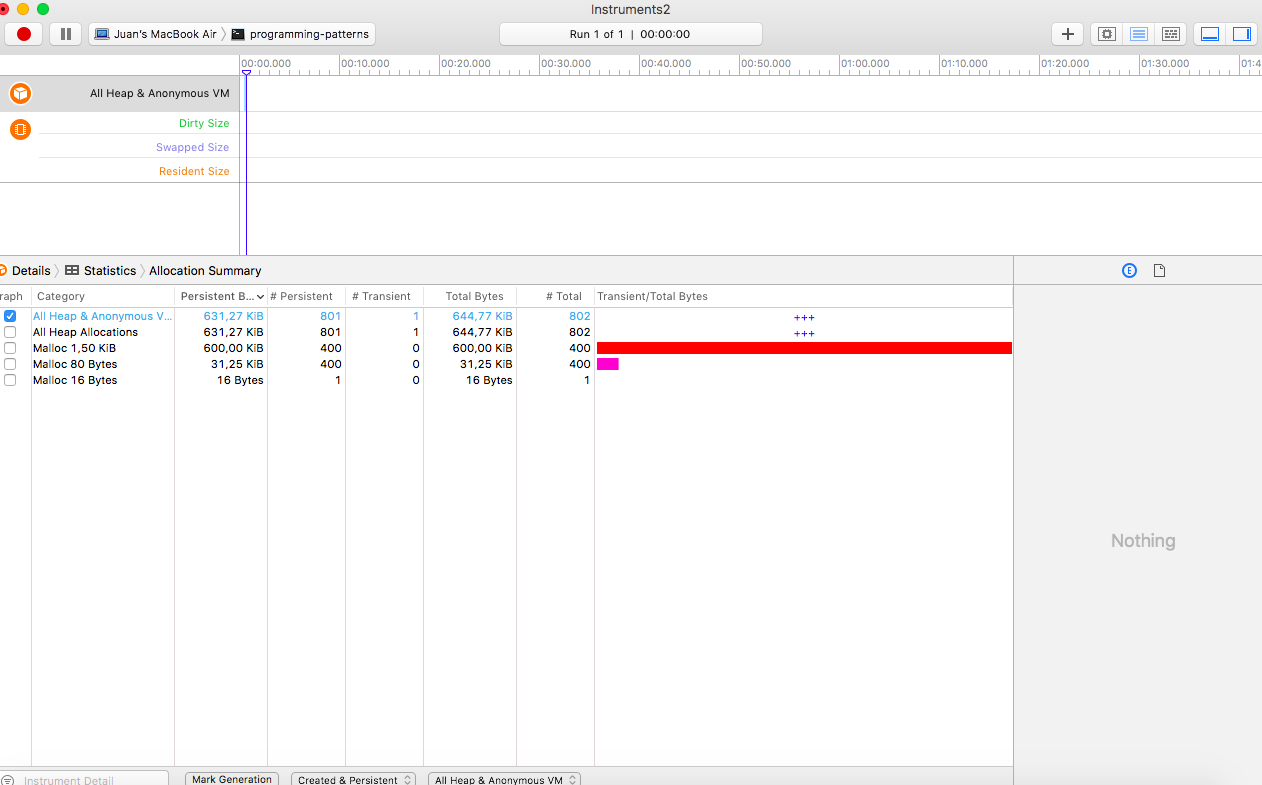 Instruments2
Juan's MacBook Air programming-patterns Run 1 of 1 | 00:00:00
00:00.000 00:10.000 00:20.000 00:30.000 00:40.000 00:50.000 01:00.000 01:10.000 01:20.000 01:30.000 01:4
All Heap & Anonymous VM
Dirty Size
Swapped Size
Resident Size
Details Statistics Allocation Summary E
raph Category Persistent B... # Persistent # Transient Total Bytes # Total Transient/Total Bytes
All Heap & Anonymous V... 631,27 KiB 801 1 644,77 KiB 802 +++
All Heap Allocations 631,27 KiB 801 1 644,77 KiB 802 +++
Malloc 1,50 KiB 600,00 KiB 400 0 600,00 KiB 400
Malloc 80 Bytes 31,25 KiB 400 0 31,25 KiB 400
Malloc 16 Bytes 16 Bytes 1 0 16 Bytes 1
Nothing
Instrument Detail Mark Generation Created & Persistent All Heap & Anonymous VM